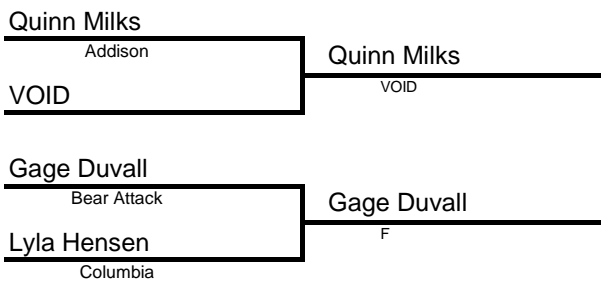 Quinn Milks
Addison
Quinn Milks
VOID
VOID
Gage Duvall
Bear Attack
Gage Duvall
F
Lyla Hensen
Columbia